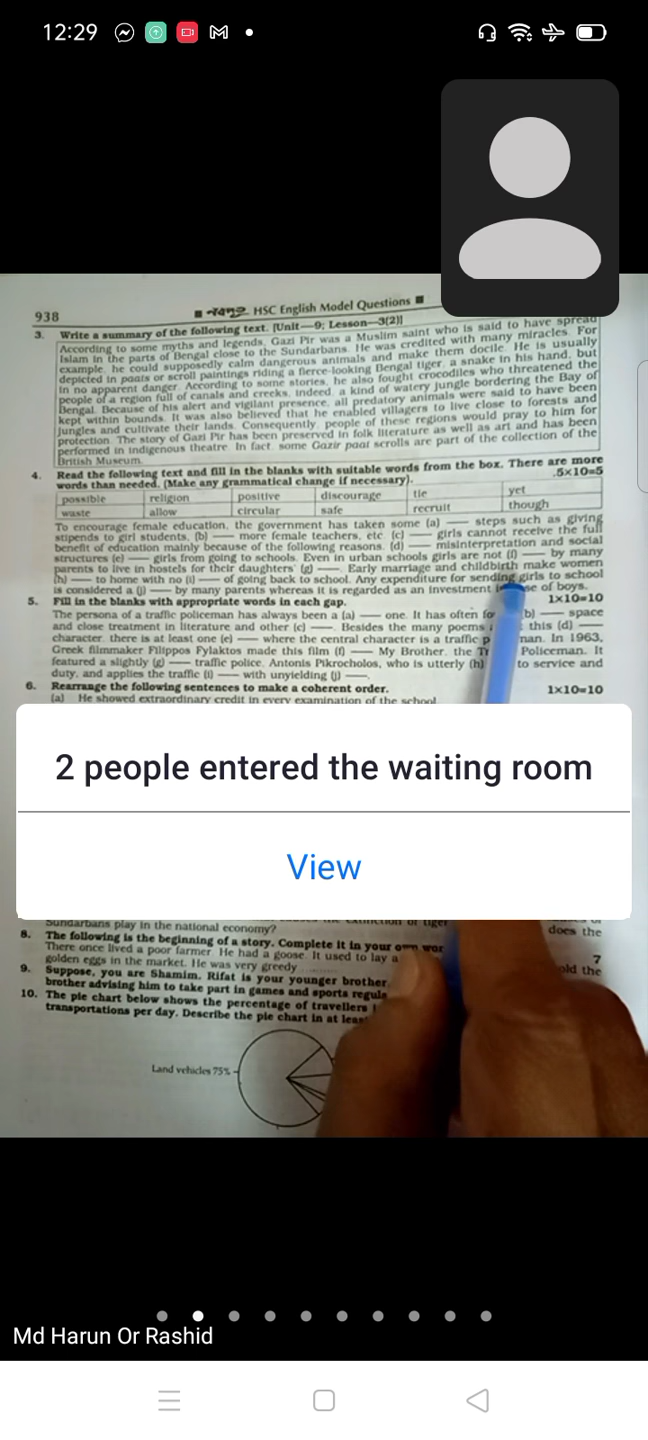 12:29
938
■ নবদূত HSC English Model Questions ■
3. Write a summary of the following text. [Unit—9; Lesson—3(2)]
According to some myths and legends, Gazi Pir was a Muslim saint who is said to have spread
Islam in the parts of Bengal close to the Sundarbans. He was credited with many miracles. For
example, he could supposedly calm dangerous animals and make them docile. He is usually
depicted in paats or scroll paintings riding a fierce-looking Bengal tiger, a snake in his hand, but
in no apparent danger. According to some stories, he also fought crocodiles who threatened the
people of a region full of canals and creeks, indeed, a kind of watery jungle bordering the Bay of
Bengal. Because of his alert and vigilant presence, all predatory animals were said to have been
kept within bounds. It was also believed that he enabled villagers to live close to forests and
jungles and cultivate their lands. Consequently, people of these regions would pray to him for
protection. The story of Gazi Pir has been preserved in folk literature as well as art and has been
performed in indigenous theatre. In fact, some Gazir paat scrolls are part of the collection of the
British Museum.
4. Read the following text and fill in the blanks with suitable words from the box. There are more
words than needed. (Make any grammatical change if necessary). .5×10=5
possible religion positive discourage tie yet
waste allow circular safe recruit though
To encourage female education, the government has taken some (a) —— steps such as giving
stipends to girl students, (b) —— more female teachers, etc. (c) —— girls cannot receive the full
benefit of education mainly because of the following reasons. (d) —— misinterpretation and social
structures (e) —— girls from going to schools. Even in urban schools girls are not (f) —— by many
parents to live in hostels for their daughters' (g) ——. Early marriage and childbirth make women
(h) —— to home with no (i) —— of going back to school. Any expenditure for sending girls to school
is considered a (j) —— by many parents whereas it is regarded as an investment of boys.
5. Fill in the blanks with appropriate words in each gap. 1×10=10
The persona of a traffic policeman has always been a (a) —— one. It has often (b) —— space
and close treatment in literature and other (c) ——. Besides the many poems this (d) ——
character, there is at least one (e) —— where the central character is a traffic man. In 1963,
Greek filmmaker Filippos Fylaktos made this film (f) —— My Brother, the Policeman. It
featured a slightly (g) —— traffic police, Antonis Pikrocholos, who is utterly (h) to service and
duty, and applies the traffic (i) —— with unyielding (j) ——.
6. Rearrange the following sentences to make a coherent order. 1×10=10
(a) He showed extraordinary credit in every examination of the school
2 people entered the waiting room
View
Sundarbans play in the national economy? does the
8. The following is the beginning of a story. Complete it in your own
There once lived a poor farmer. He had a goose. It used to lay a 7
golden eggs in the market. He was very greedy the
9. Suppose, you are Shamim. Rifat is your younger brother.
brother advising him to take part in games and sports
10. The pie chart below shows the percentage of travellers
transportations per day. Describe the pie chart in at
Land vehicles 75%
Md Harun Or Rashid